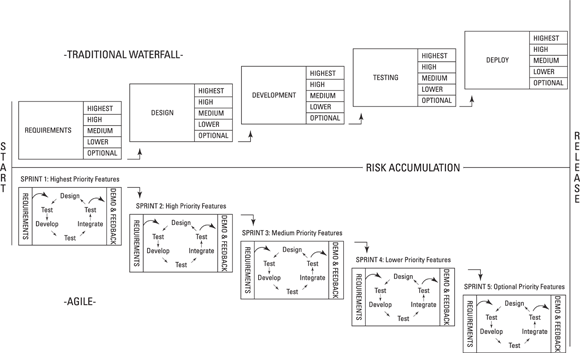 -TRADITIONAL WATERFALL-
REQUIREMENTS
HIGHEST
HIGH
MEDIUM
LOWER
OPTIONAL
DESIGN
HIGHEST
HIGH
MEDIUM
LOWER
OPTIONAL
DEVELOPMENT
HIGHEST
HIGH
MEDIUM
LOWER
OPTIONAL
TESTING
HIGHEST
HIGH
MEDIUM
LOWER
OPTIONAL
DEPLOY
HIGHEST
HIGH
MEDIUM
LOWER
OPTIONAL
START
RISK ACCUMULATION
RELEASE
SPRINT 1: Highest Priority Features
REQUIREMENTS
Design
Test
Test
Develop
Integrate
Test
DEMO & FEEDBACK
SPRINT 2: High Priority Features
REQUIREMENTS
Design
Test
Test
Develop
Integrate
Test
DEMO & FEEDBACK
SPRINT 3: Medium Priority Features
REQUIREMENTS
Design
Test
Test
Develop
Integrate
Test
DEMO & FEEDBACK
SPRINT 4: Lower Priority Features
REQUIREMENTS
Design
Test
Test
Develop
Integrate
Test
DEMO & FEEDBACK
SPRINT 5: Optional Priority Features
REQUIREMENTS
Design
Test
Test
Develop
Integrate
Test
DEMO & FEEDBACK
-AGILE-